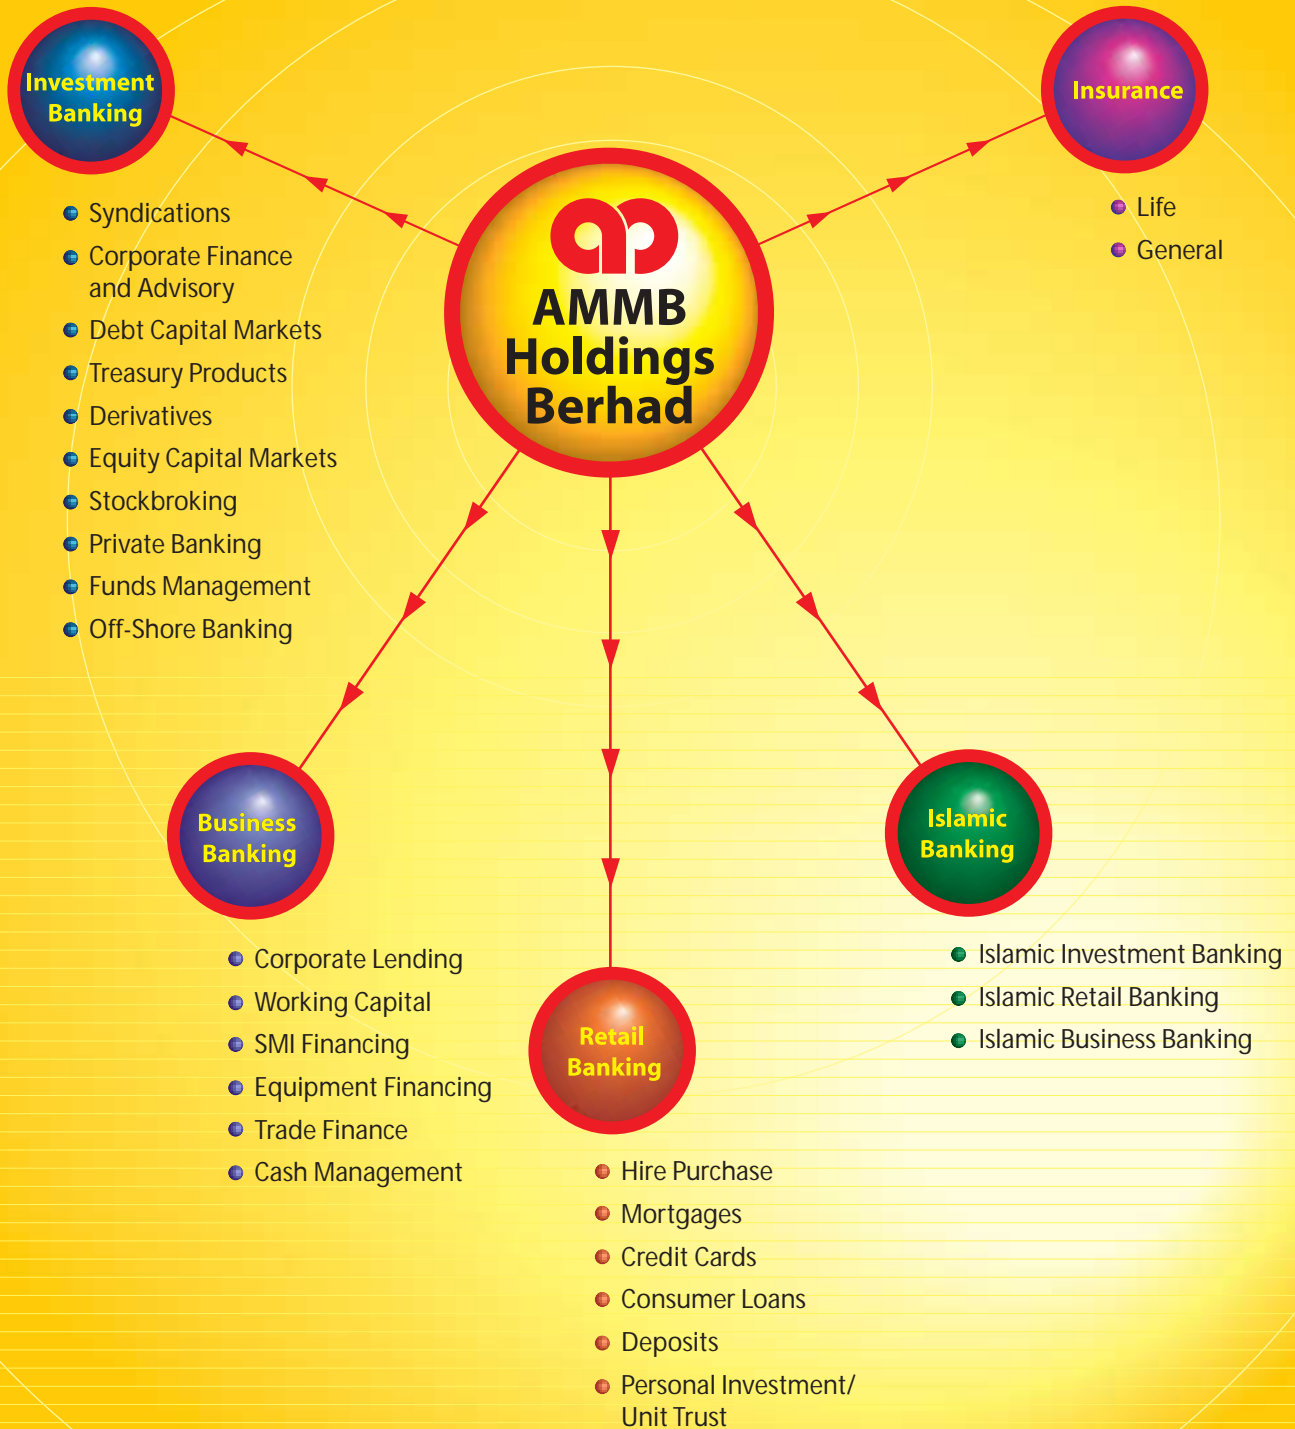 Investment
Banking
Syndications
Corporate Finance
and Advisory
Debt Capital Markets
Treasury Products
Derivatives
Equity Capital Markets
Stockbroking
Private Banking
Funds Management
Off-Shore Banking
AMMB
Holdings
Berhad
Insurance
Life
General
Business
Banking
Corporate Lending
Working Capital
SMI Financing
Equipment Financing
Trade Finance
Cash Management
Retail
Banking
Hire Purchase
Mortgages
Credit Cards
Consumer Loans
Deposits
Personal Investment/
Unit Trust
Islamic
Banking
Islamic Investment Banking
Islamic Retail Banking
Islamic Business Banking